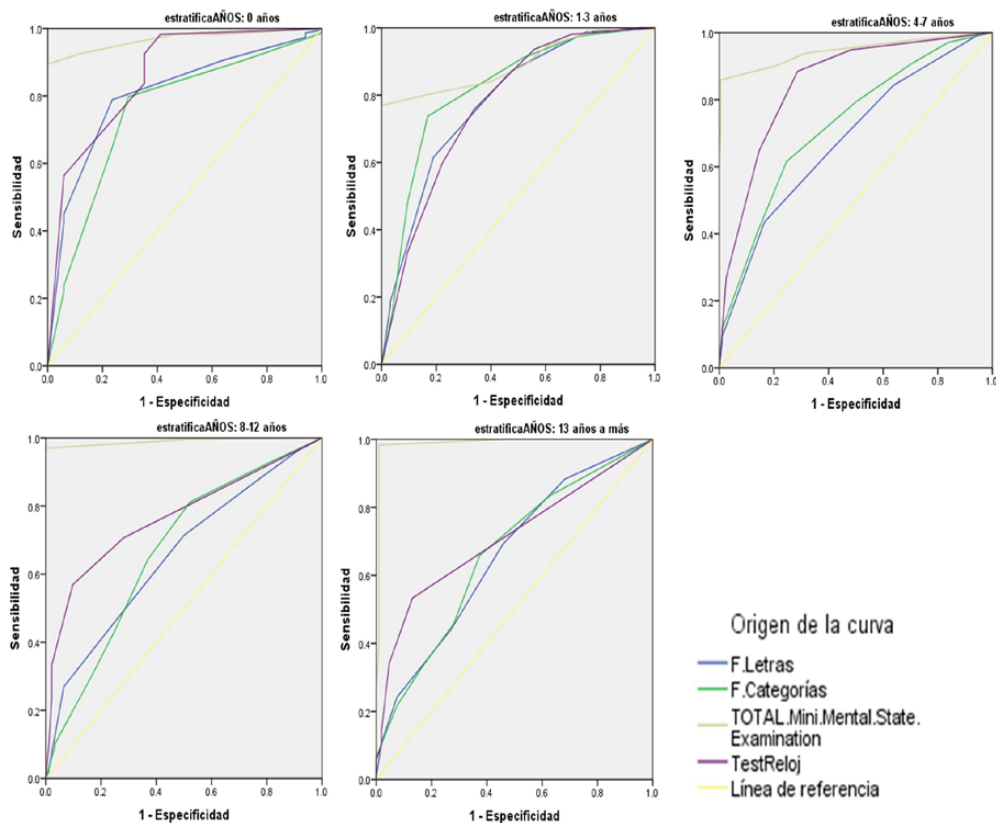 estratificaAÑOS: 0 años
Sensibilidad
1.0
0.8
0.6
0.4
0.2
0.0
0.0 0.2 0.4 0.6 0.8 1.0
1 - Especificidad
estratificaAÑOS: 1-3 años
Sensibilidad
1.0
0.8
0.6
0.4
0.2
0.0
0.0 0.2 0.4 0.6 0.8 1.0
1 - Especificidad
estratificaAÑOS: 4-7 años
Sensibilidad
1.0
0.8
0.6
0.4
0.2
0.0
0.0 0.2 0.4 0.6 0.8 1.0
1 - Especificidad
estratificaAÑOS: 8-12 años
Sensibilidad
1.0
0.8
0.6
0.4
0.2
0.0
0.0 0.2 0.4 0.6 0.8 1.0
1 - Especificidad
estratificaAÑOS: 13 años a más
Sensibilidad
1.0
0.8
0.6
0.4
0.2
0.0
0.0 0.2 0.4 0.6 0.8 1.0
1 - Especificidad
Origen de la curva
F.Letras
F.Categorías
TOTAL.Mini.Mental.State.
Examination
TestReloj
Línea de referencia